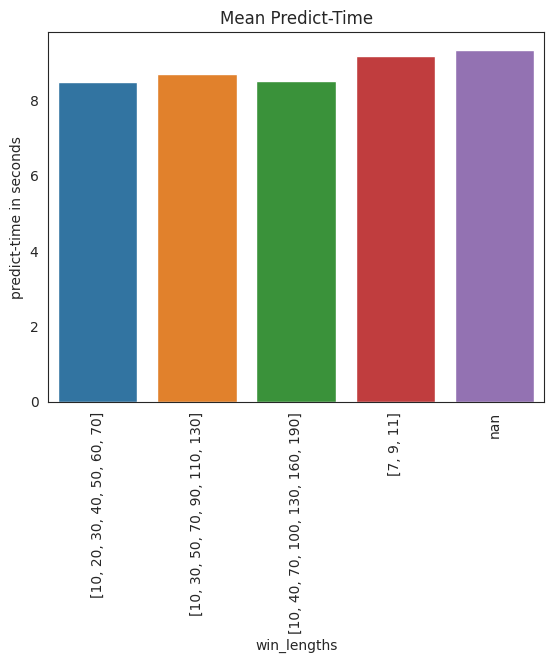 Mean Predict-Time
predict-time in seconds
8
6
4
2
0
[10, 20, 30, 40, 50, 60, 70]
[10, 30, 50, 70, 90, 110, 130]
[10, 40, 70, 100, 130, 160, 190]
[7, 9, 11]
nan
win_lengths